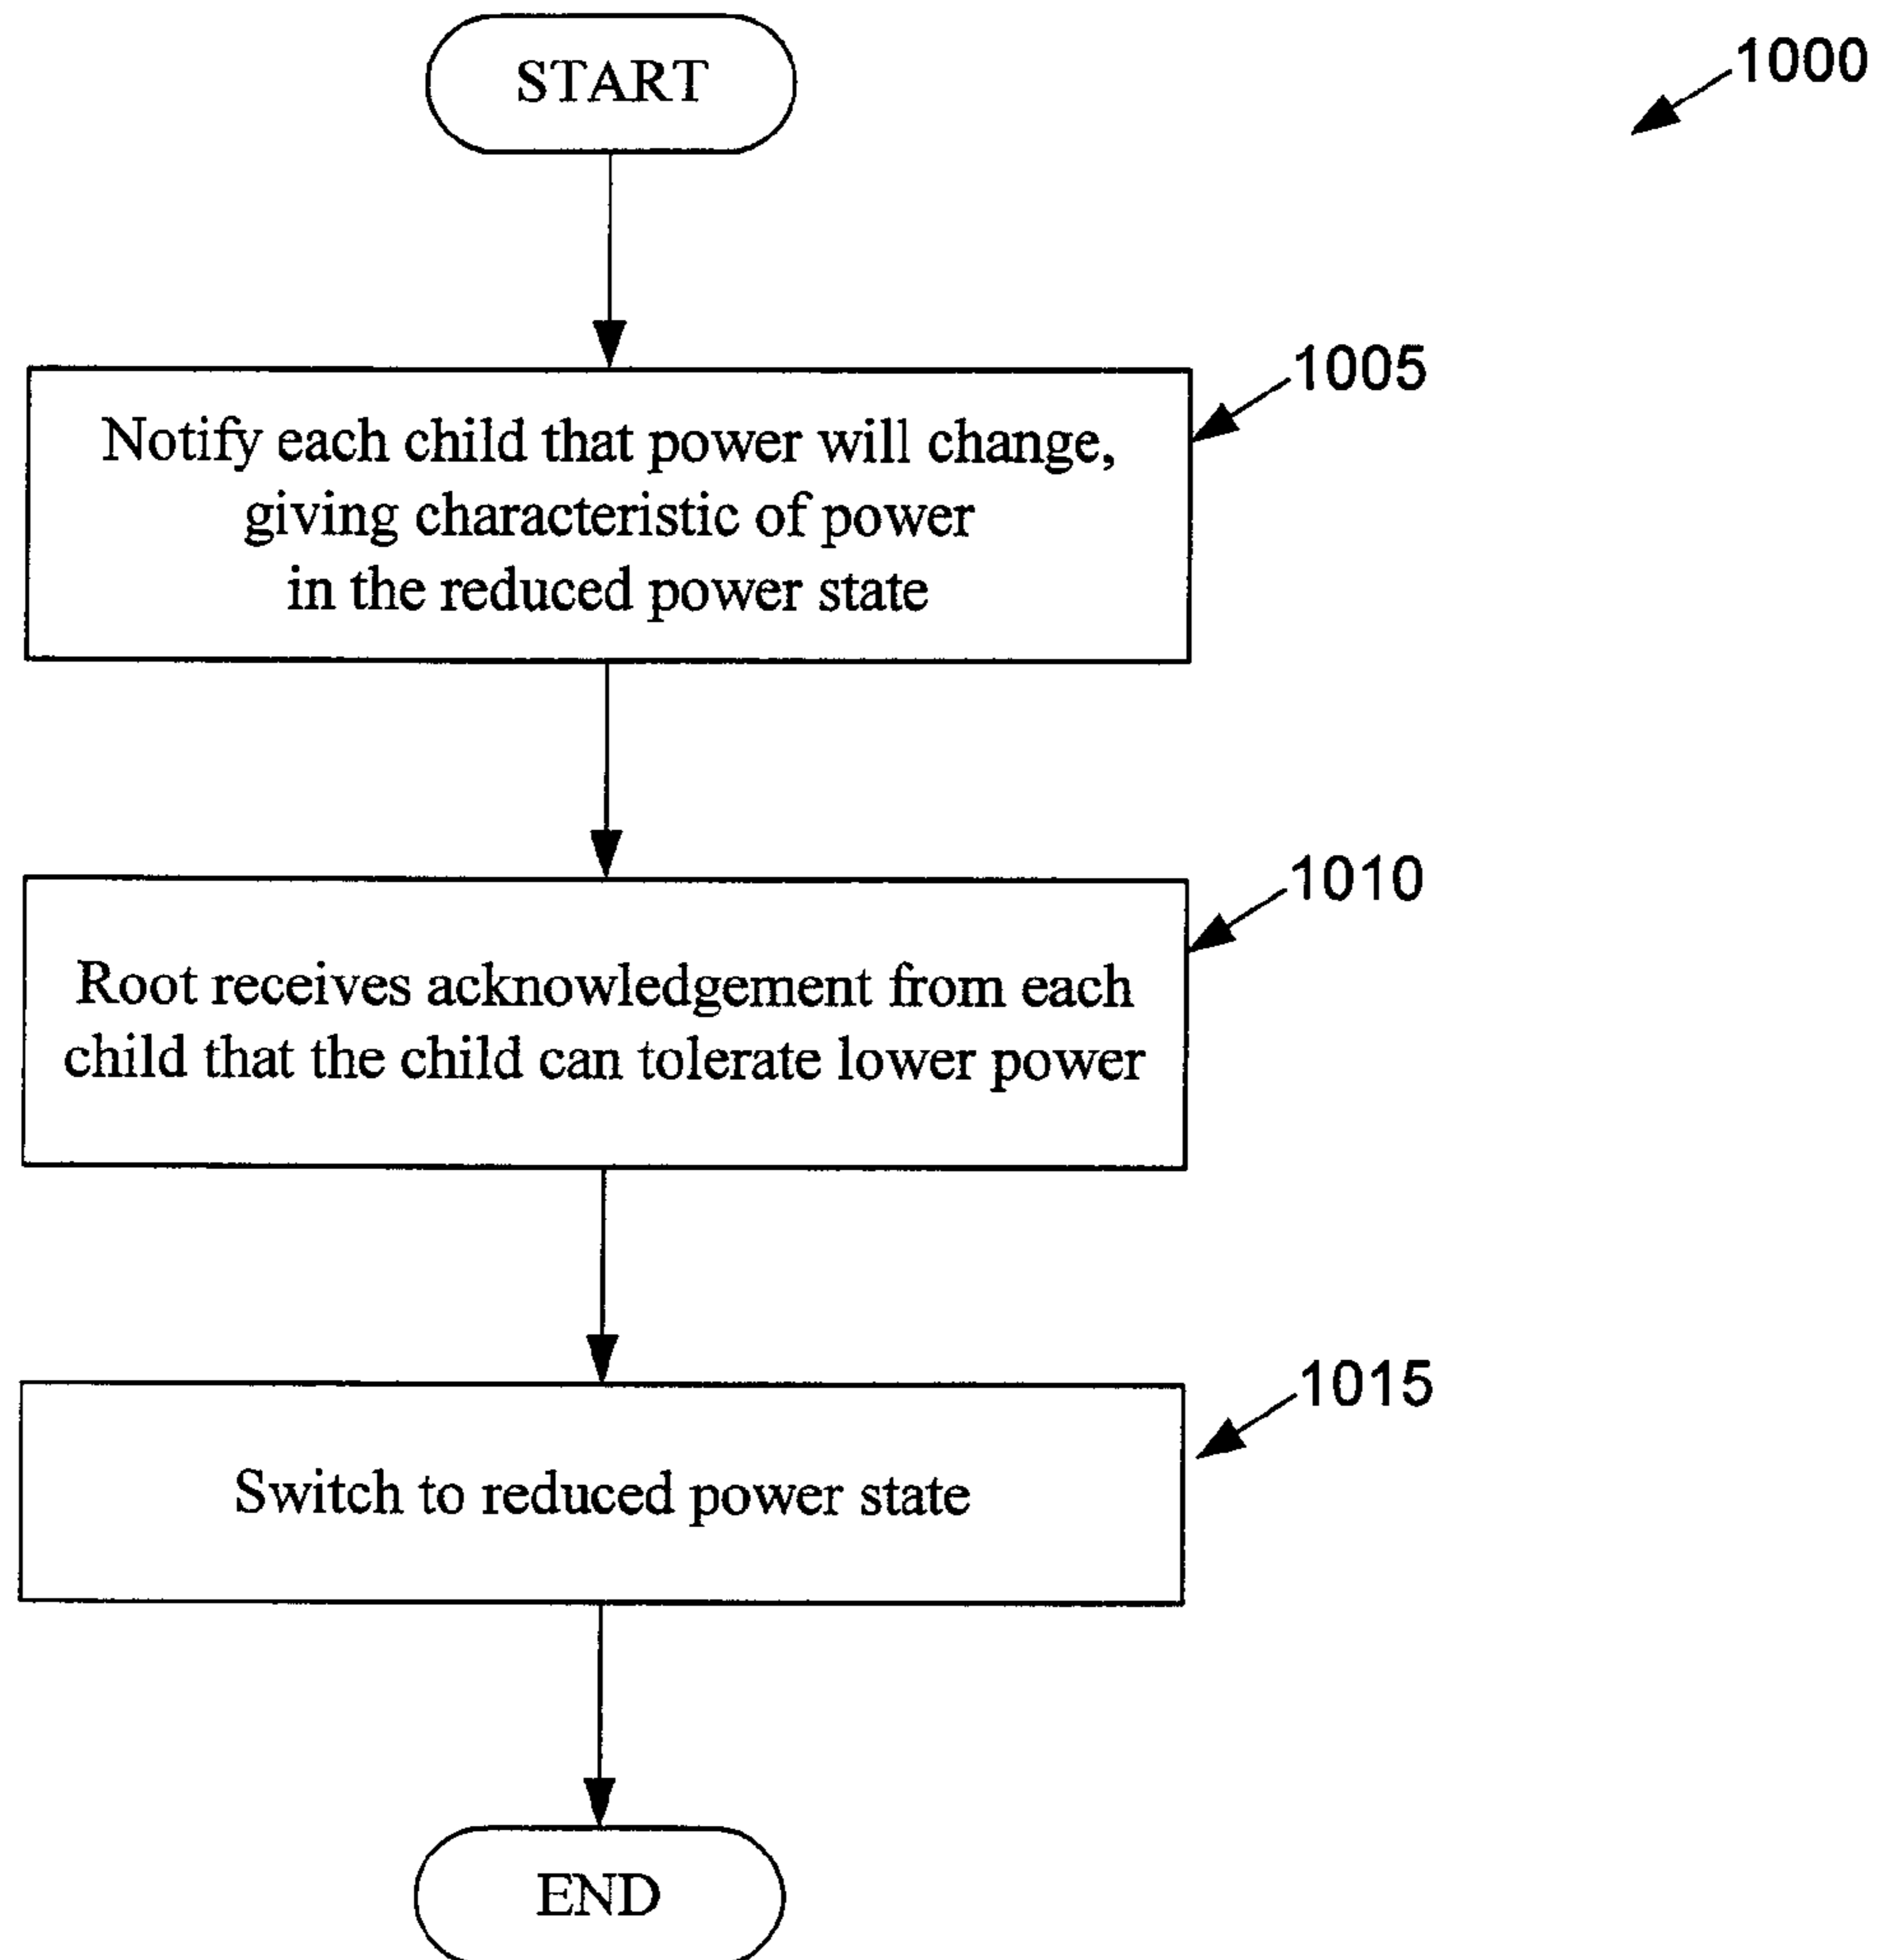 START
1000
1005
Notify each child that power will change,
giving characteristic of power
in the reduced power state
1010
Root receives acknowledgement from each
child that the child can tolerate lower power
1015
Switch to reduced power state
END